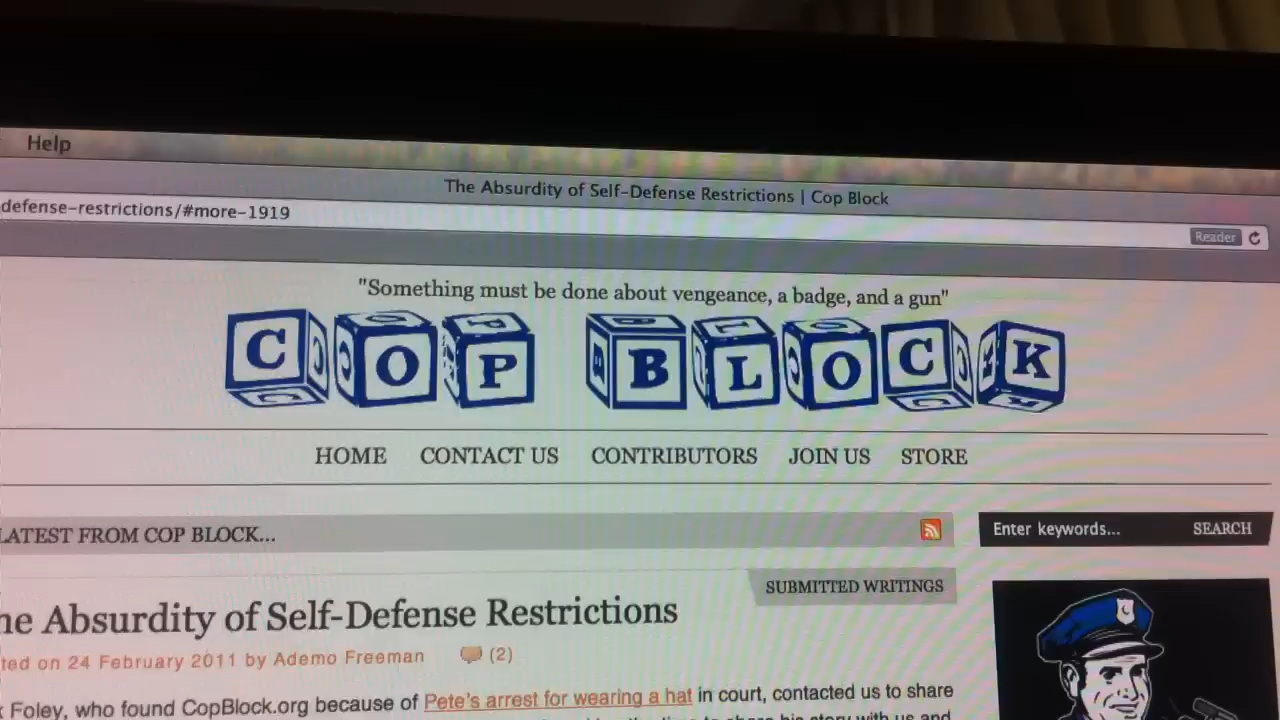 Help
The Absurdity of Self-Defense Restrictions | Cop Block
defense-restrictions/#more-1919
Reader
"Something must be done about vengeance, a badge, and a gun"
COP BLOCK
HOME CONTACT US CONTRIBUTORS JOIN US STORE
LATEST FROM COP BLOCK...
Enter keywords... SEARCH
SUBMITTED WRITINGS
he Absurdity of Self-Defense Restrictions
ted on 24 February 2011 by Ademo Freeman (2)
Foley, who found CopBlock.org because of Pete's arrest for wearing a hat in court, contacted us to share